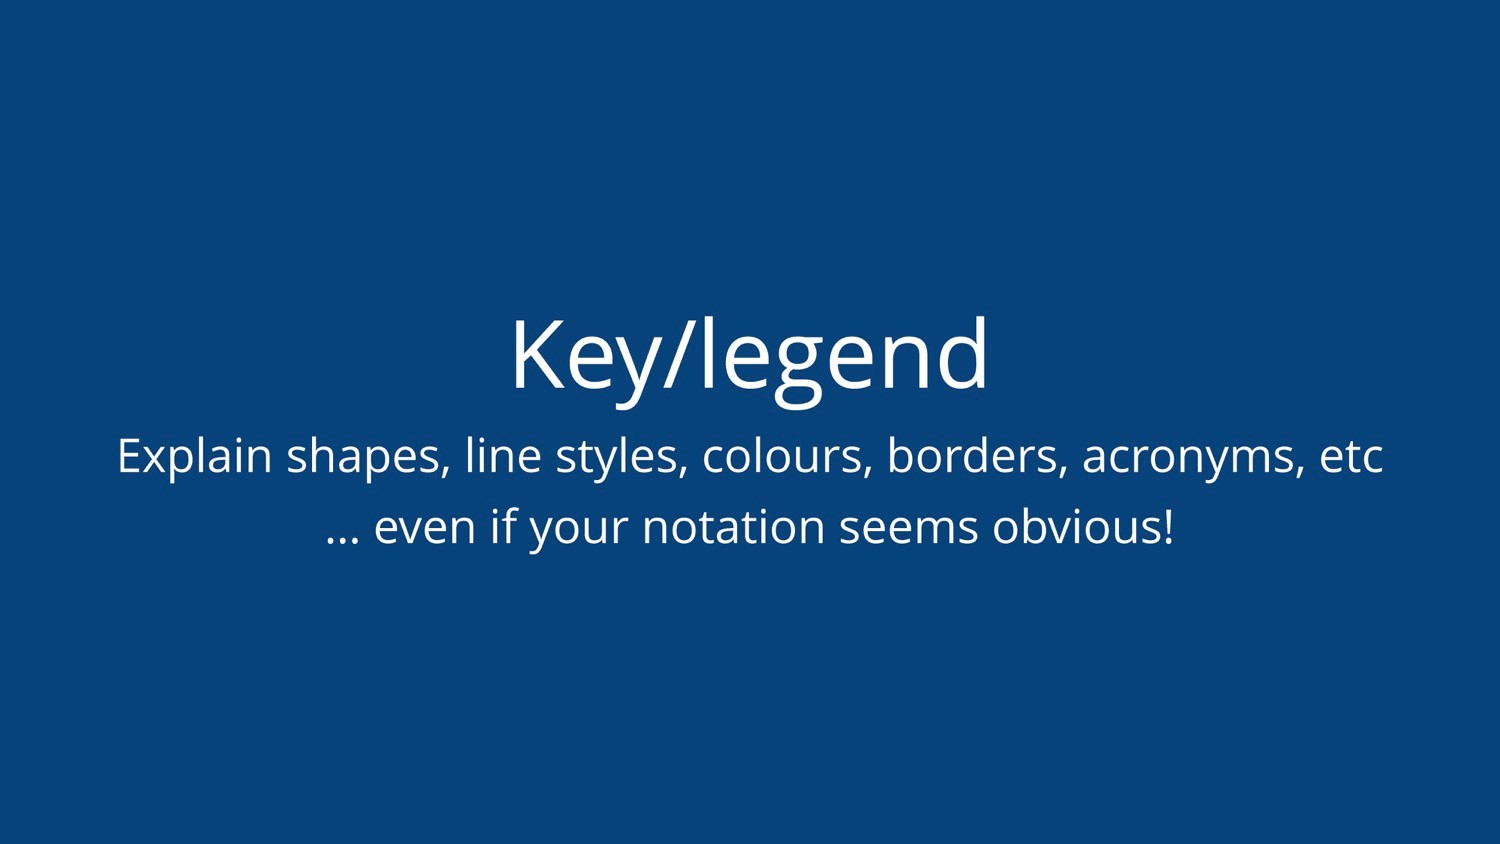 Key/legend
Explain shapes, line styles, colours, borders, acronyms, etc
... even if your notation seems obvious!